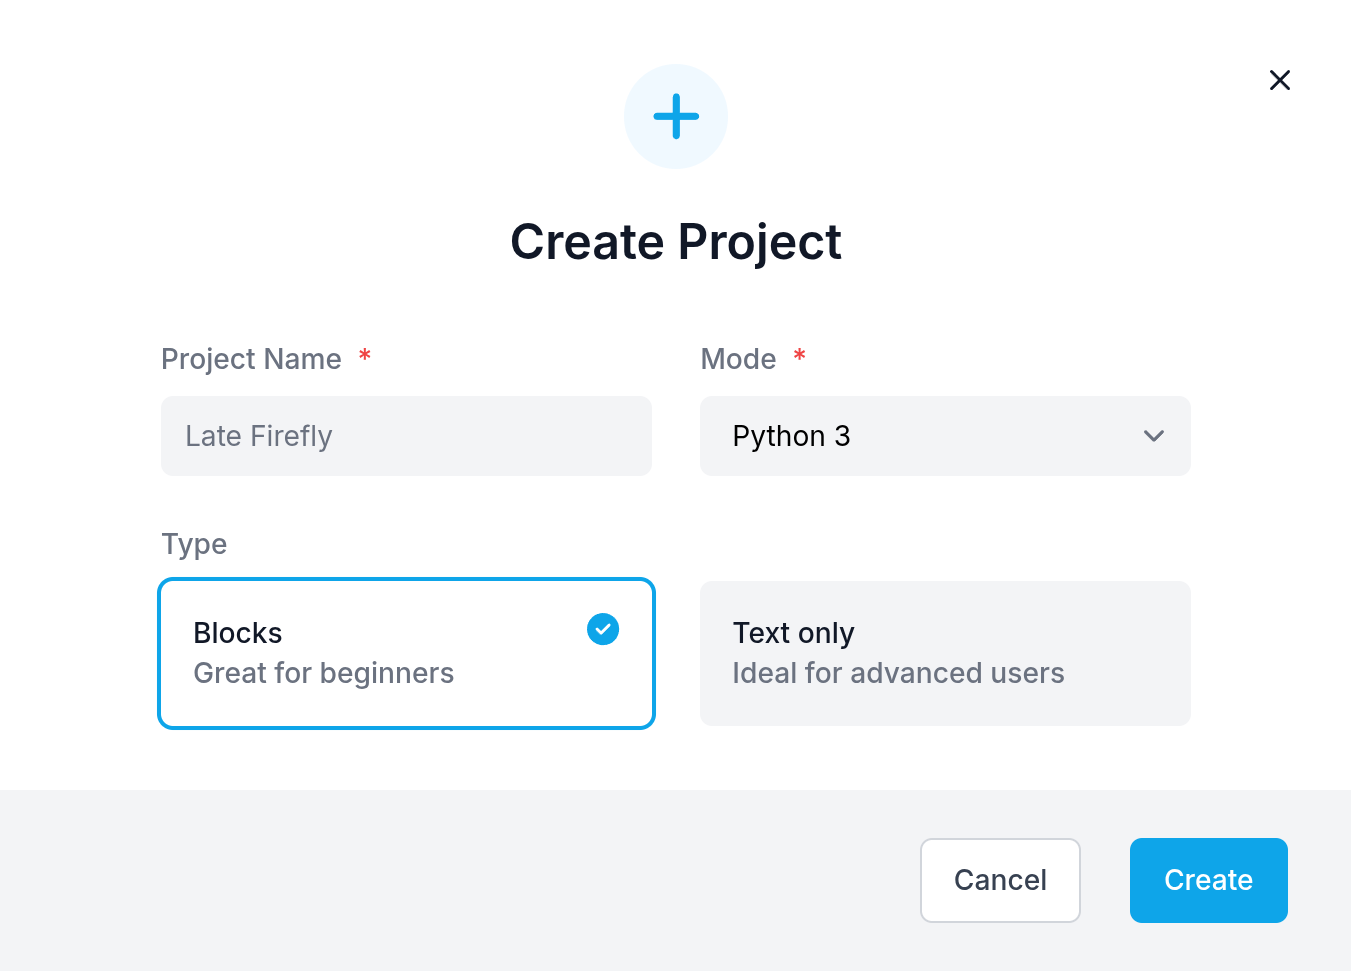 Create Project
Project Name *
Mode *
Late Firefly
Python 3
Type
Blocks
Great for beginners
Text only
Ideal for advanced users
Cancel
Create